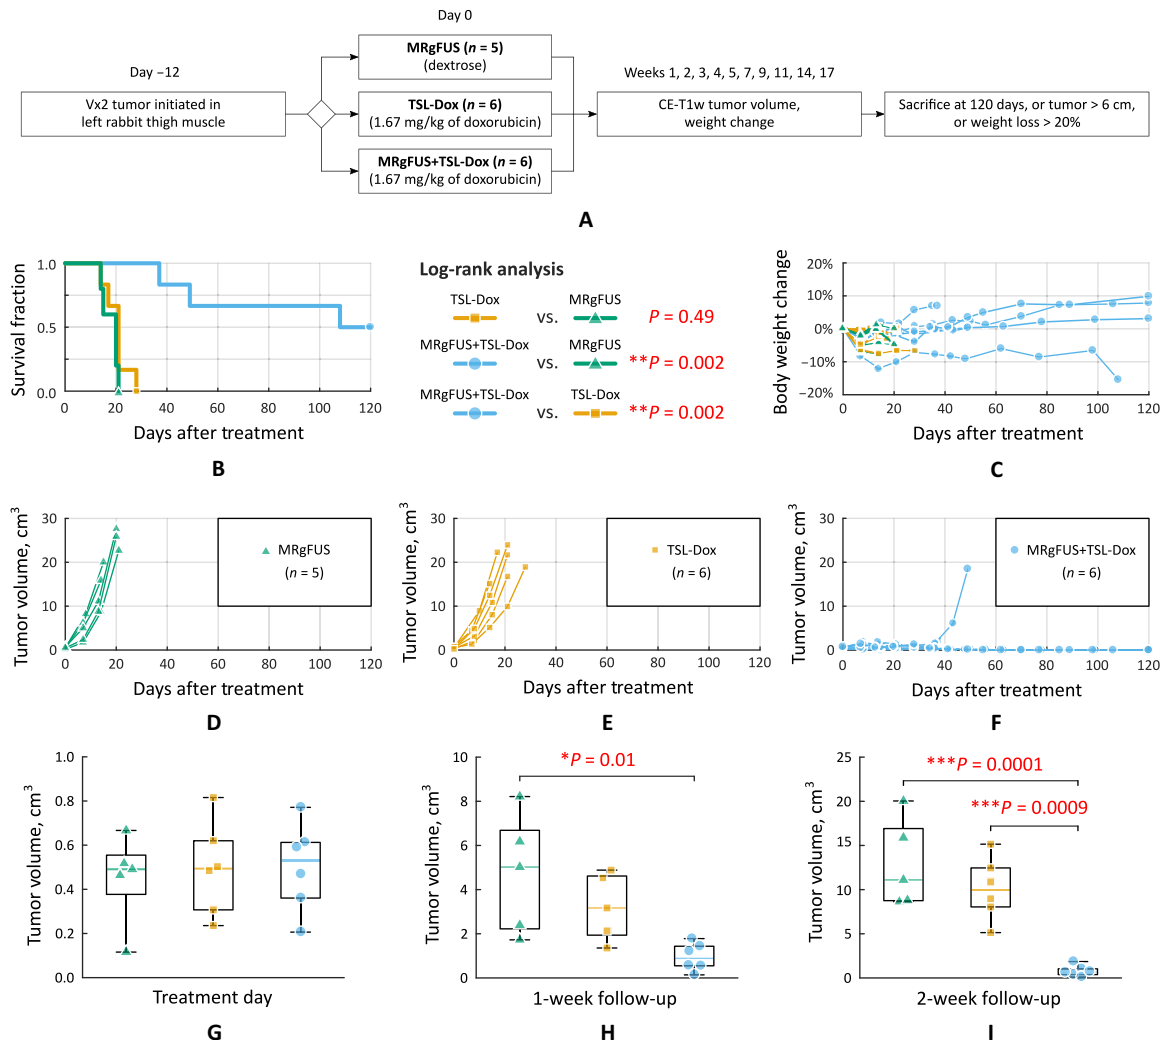 Day 0
Day −12
MRgFUS (n = 5)
(dextrose)
Weeks 1, 2, 3, 4, 5, 7, 9, 11, 14, 17
Vx2 tumor initiated in
left rabbit thigh muscle
TSL-Dox (n = 6)
(1.67 mg/kg of doxorubicin)
CE-T1w tumor volume,
weight change
Sacrifice at 120 days, or tumor > 6 cm,
or weight loss > 20%
MRgFUS+TSL-Dox (n = 6)
(1.67 mg/kg of doxorubicin)
A
Survival fraction
1.0
0.5
0.0
0 20 40 60 80 100 120
Days after treatment
B
Log-rank analysis
TSL-Dox vs. MRgFUS P = 0.49
MRgFUS+TSL-Dox vs. MRgFUS **P = 0.002
MRgFUS+TSL-Dox vs. TSL-Dox **P = 0.002
Body weight change
20%
10%
0%
−10%
−20%
0 20 40 60 80 100 120
Days after treatment
C
Tumor volume, cm³
30
20
10
0
MRgFUS
(n = 5)
0 20 40 60 80 100 120
Days after treatment
D
Tumor volume, cm³
30
20
10
0
TSL-Dox
(n = 6)
0 20 40 60 80 100 120
Days after treatment
E
Tumor volume, cm³
30
20
10
0
MRgFUS+TSL-Dox
(n = 6)
0 20 40 60 80 100 120
Days after treatment
F
Tumor volume, cm³
1.0
0.8
0.6
0.4
0.2
0.0
Treatment day
G
Tumor volume, cm³
10
8
6
4
2
0
*P = 0.01
1-week follow-up
H
Tumor volume, cm³
25
20
15
10
5
0
***P = 0.0001
***P = 0.0009
2-week follow-up
I